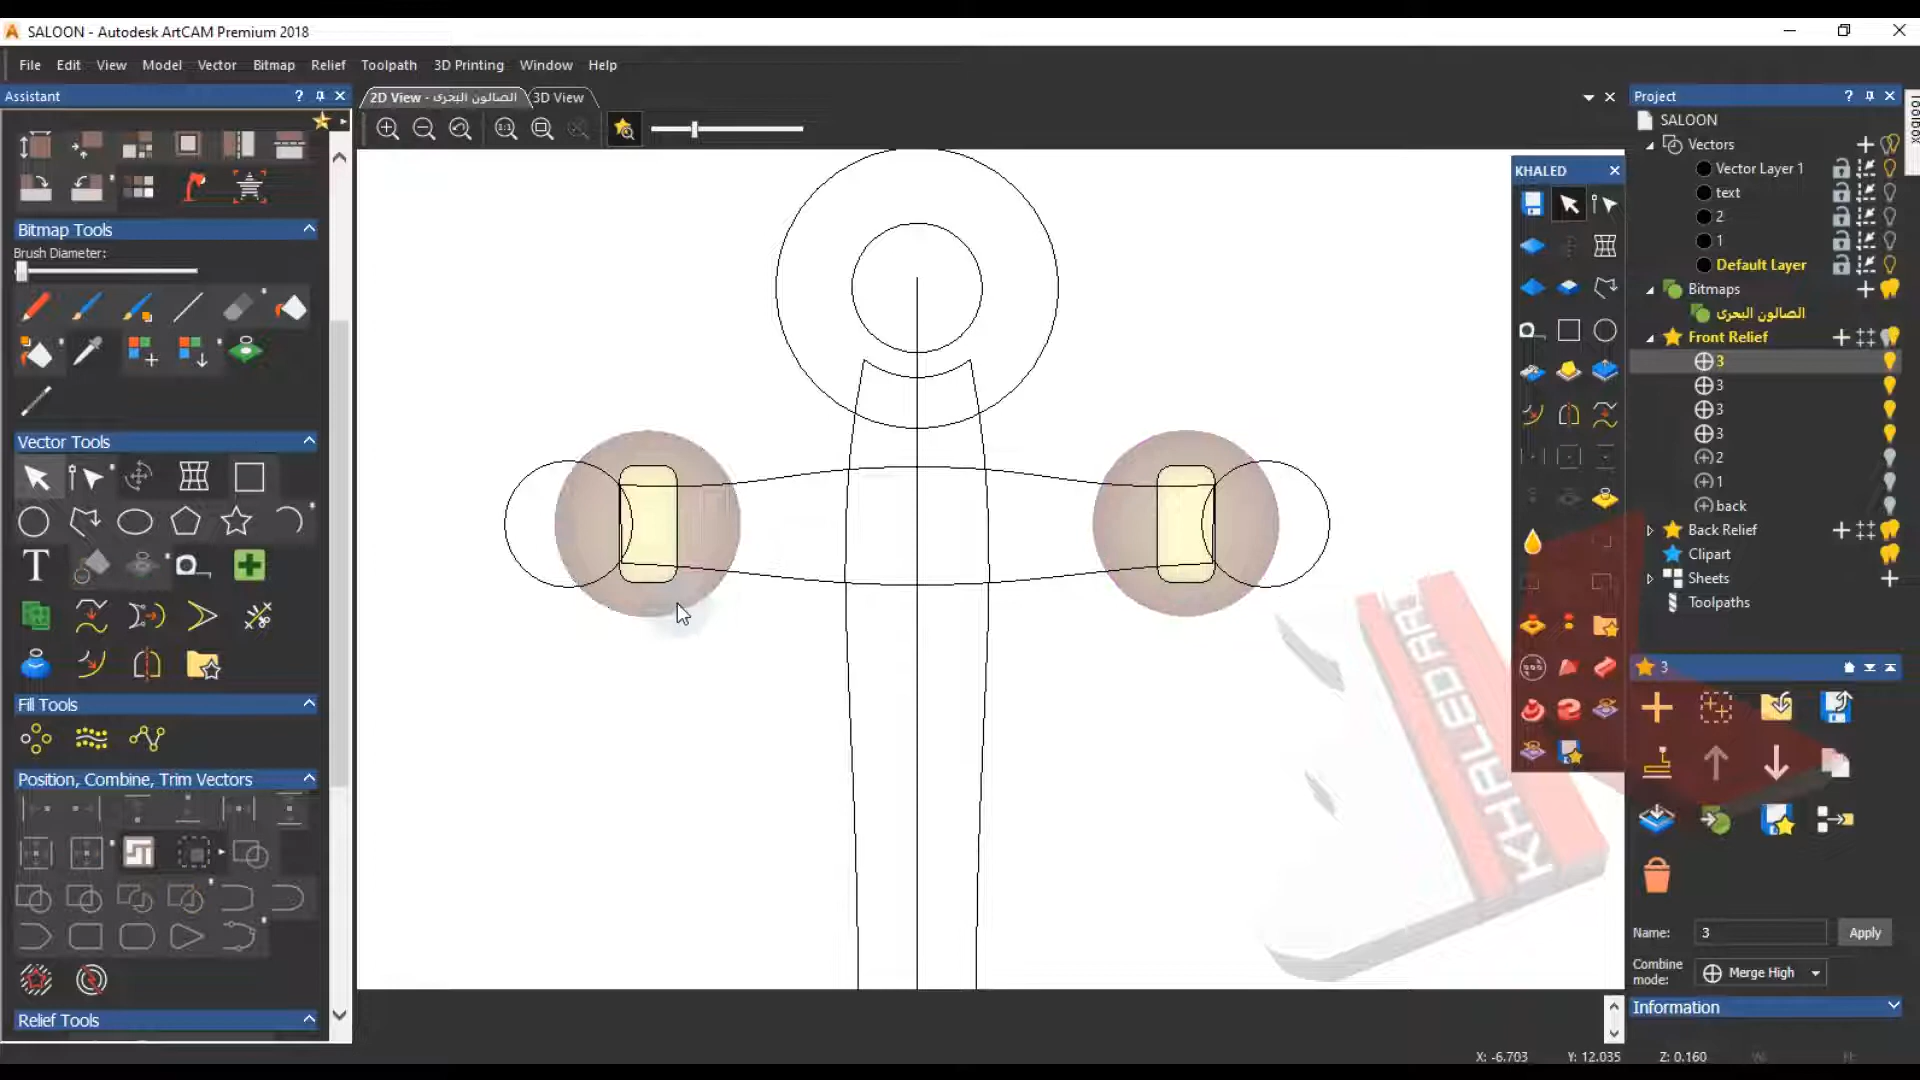 SALOON - Autodesk ArtCAM Premium 2018
File Edit View Model Vector Bitmap Relief Toolpath 3D Printing Window Help
Assistant
2D View - الصالون البحرى
3D View
Project
Toolbox
SALOON
Vectors
Vector Layer 1
text
2
1
Default Layer
Bitmaps
الصالون البحرى
Front Relief
3
3
3
3
2
1
back
Back Relief
Clipart
Sheets
Toolpaths
KHALED
Bitmap Tools
Brush Diameter:
Vector Tools
Fill Tools
Position, Combine, Trim Vectors
Relief Tools
KHALEDART
3
Name: 3 Apply
Combine mode: Merge High
Information
X: -6.703 Y: 12.035 Z: 0.160